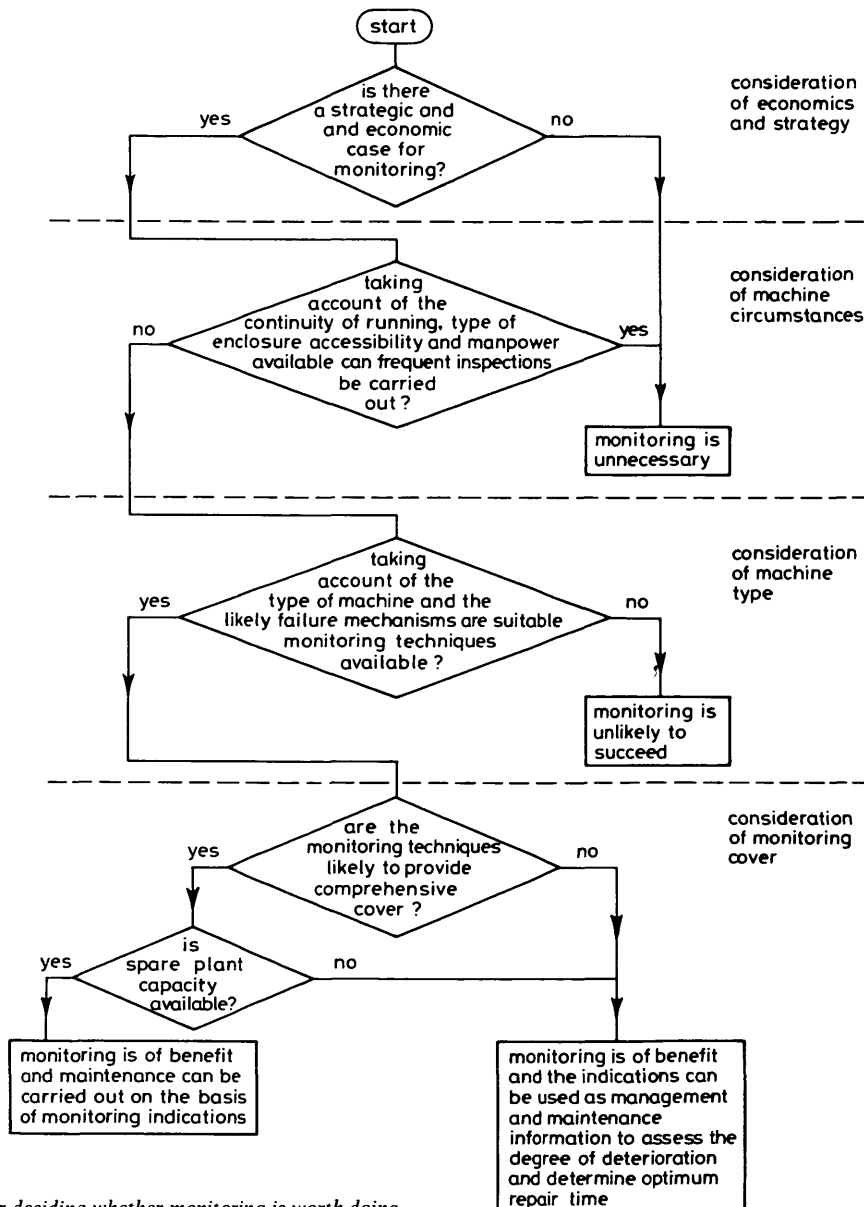 start
is there
a strategic and
and economic
case for
monitoring?
yes
no
consideration
of economics
and strategy
taking
account of the
continuity of running, type of
enclosure accessibility and manpower
available can frequent inspections
be carried
out ?
no
yes
consideration
of machine
circumstances
monitoring is
unnecessary
taking
account of the
type of machine and the
likely failure mechanisms are suitable
monitoring techniques
available ?
yes
no
consideration
of machine
type
monitoring is
unlikely to
succeed
are the
monitoring techniques
likely to provide
comprehensive
cover ?
yes
no
consideration
of monitoring
cover
is
spare plant
capacity
available?
yes
no
monitoring is of benefit
and maintenance can be
carried out on the basis
of monitoring indications
monitoring is of benefit
and the indications can
be used as management
and maintenance
information to assess the
degree of deterioration
and determine optimum
repair time
deciding whether monitoring is worth doing